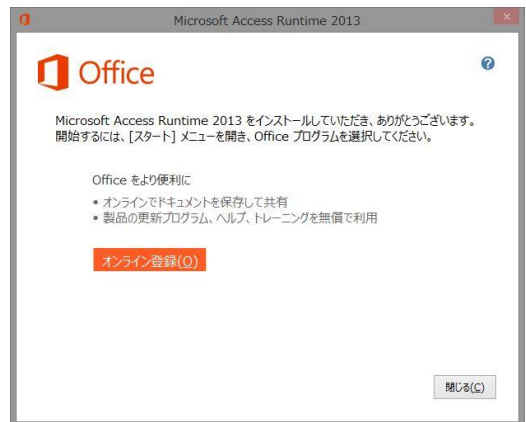 Microsoft Access Runtime 2013
Office
Microsoft Access Runtime 2013 をインストールしていただき、ありがとうございます。
開始するには、[スタート] メニューを開き、Office プログラムを選択してください。
Office をより便利に
• オンラインでドキュメントを保存して共有
• 製品の更新プログラム、ヘルプ、トレーニングを無償で利用
オンライン登録(O)
閉じる(C)